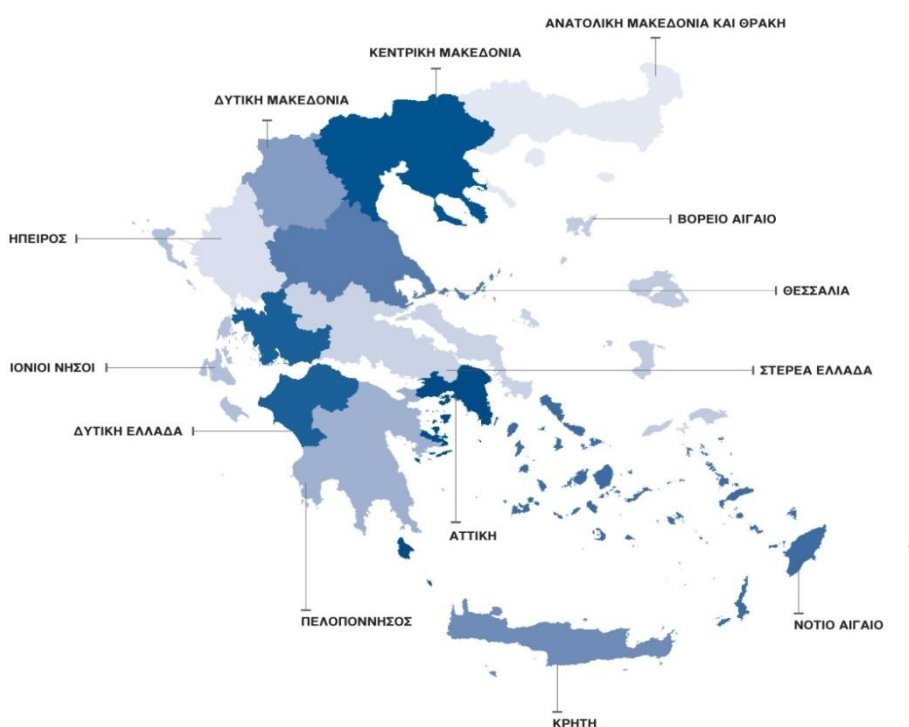 ΑΝΑΤΟΛΙΚΗ ΜΑΚΕΔΟΝΙΑ ΚΑΙ ΘΡΑΚΗ
ΚΕΝΤΡΙΚΗ ΜΑΚΕΔΟΝΙΑ
ΔΥΤΙΚΗ ΜΑΚΕΔΟΝΙΑ
ΒΟΡΕΙΟ ΑΙΓΑΙΟ
ΗΠΕΙΡΟΣ
ΘΕΣΣΑΛΙΑ
ΙΟΝΙΟΙ ΝΗΣΟΙ
ΣΤΕΡΕΑ ΕΛΛΑΔΑ
ΔΥΤΙΚΗ ΕΛΛΑΔΑ
ΑΤΤΙΚΗ
ΠΕΛΟΠΟΝΝΗΣΟΣ
ΝΟΤΙΟ ΑΙΓΑΙΟ
ΚΡΗΤΗ